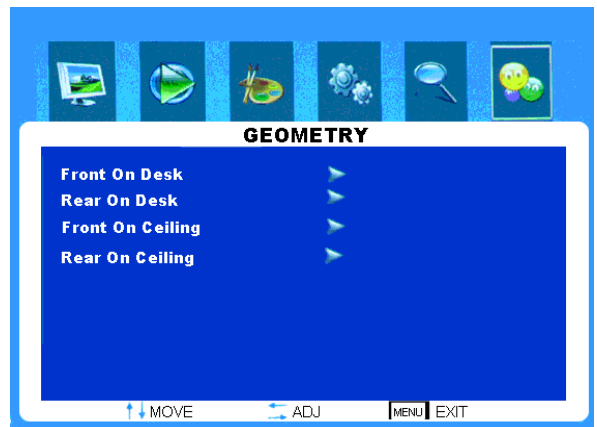 GEOMETRY
Front On Desk
Rear On Desk
Front On Ceiling
Rear On Ceiling
MOVE ADJ MENU EXIT